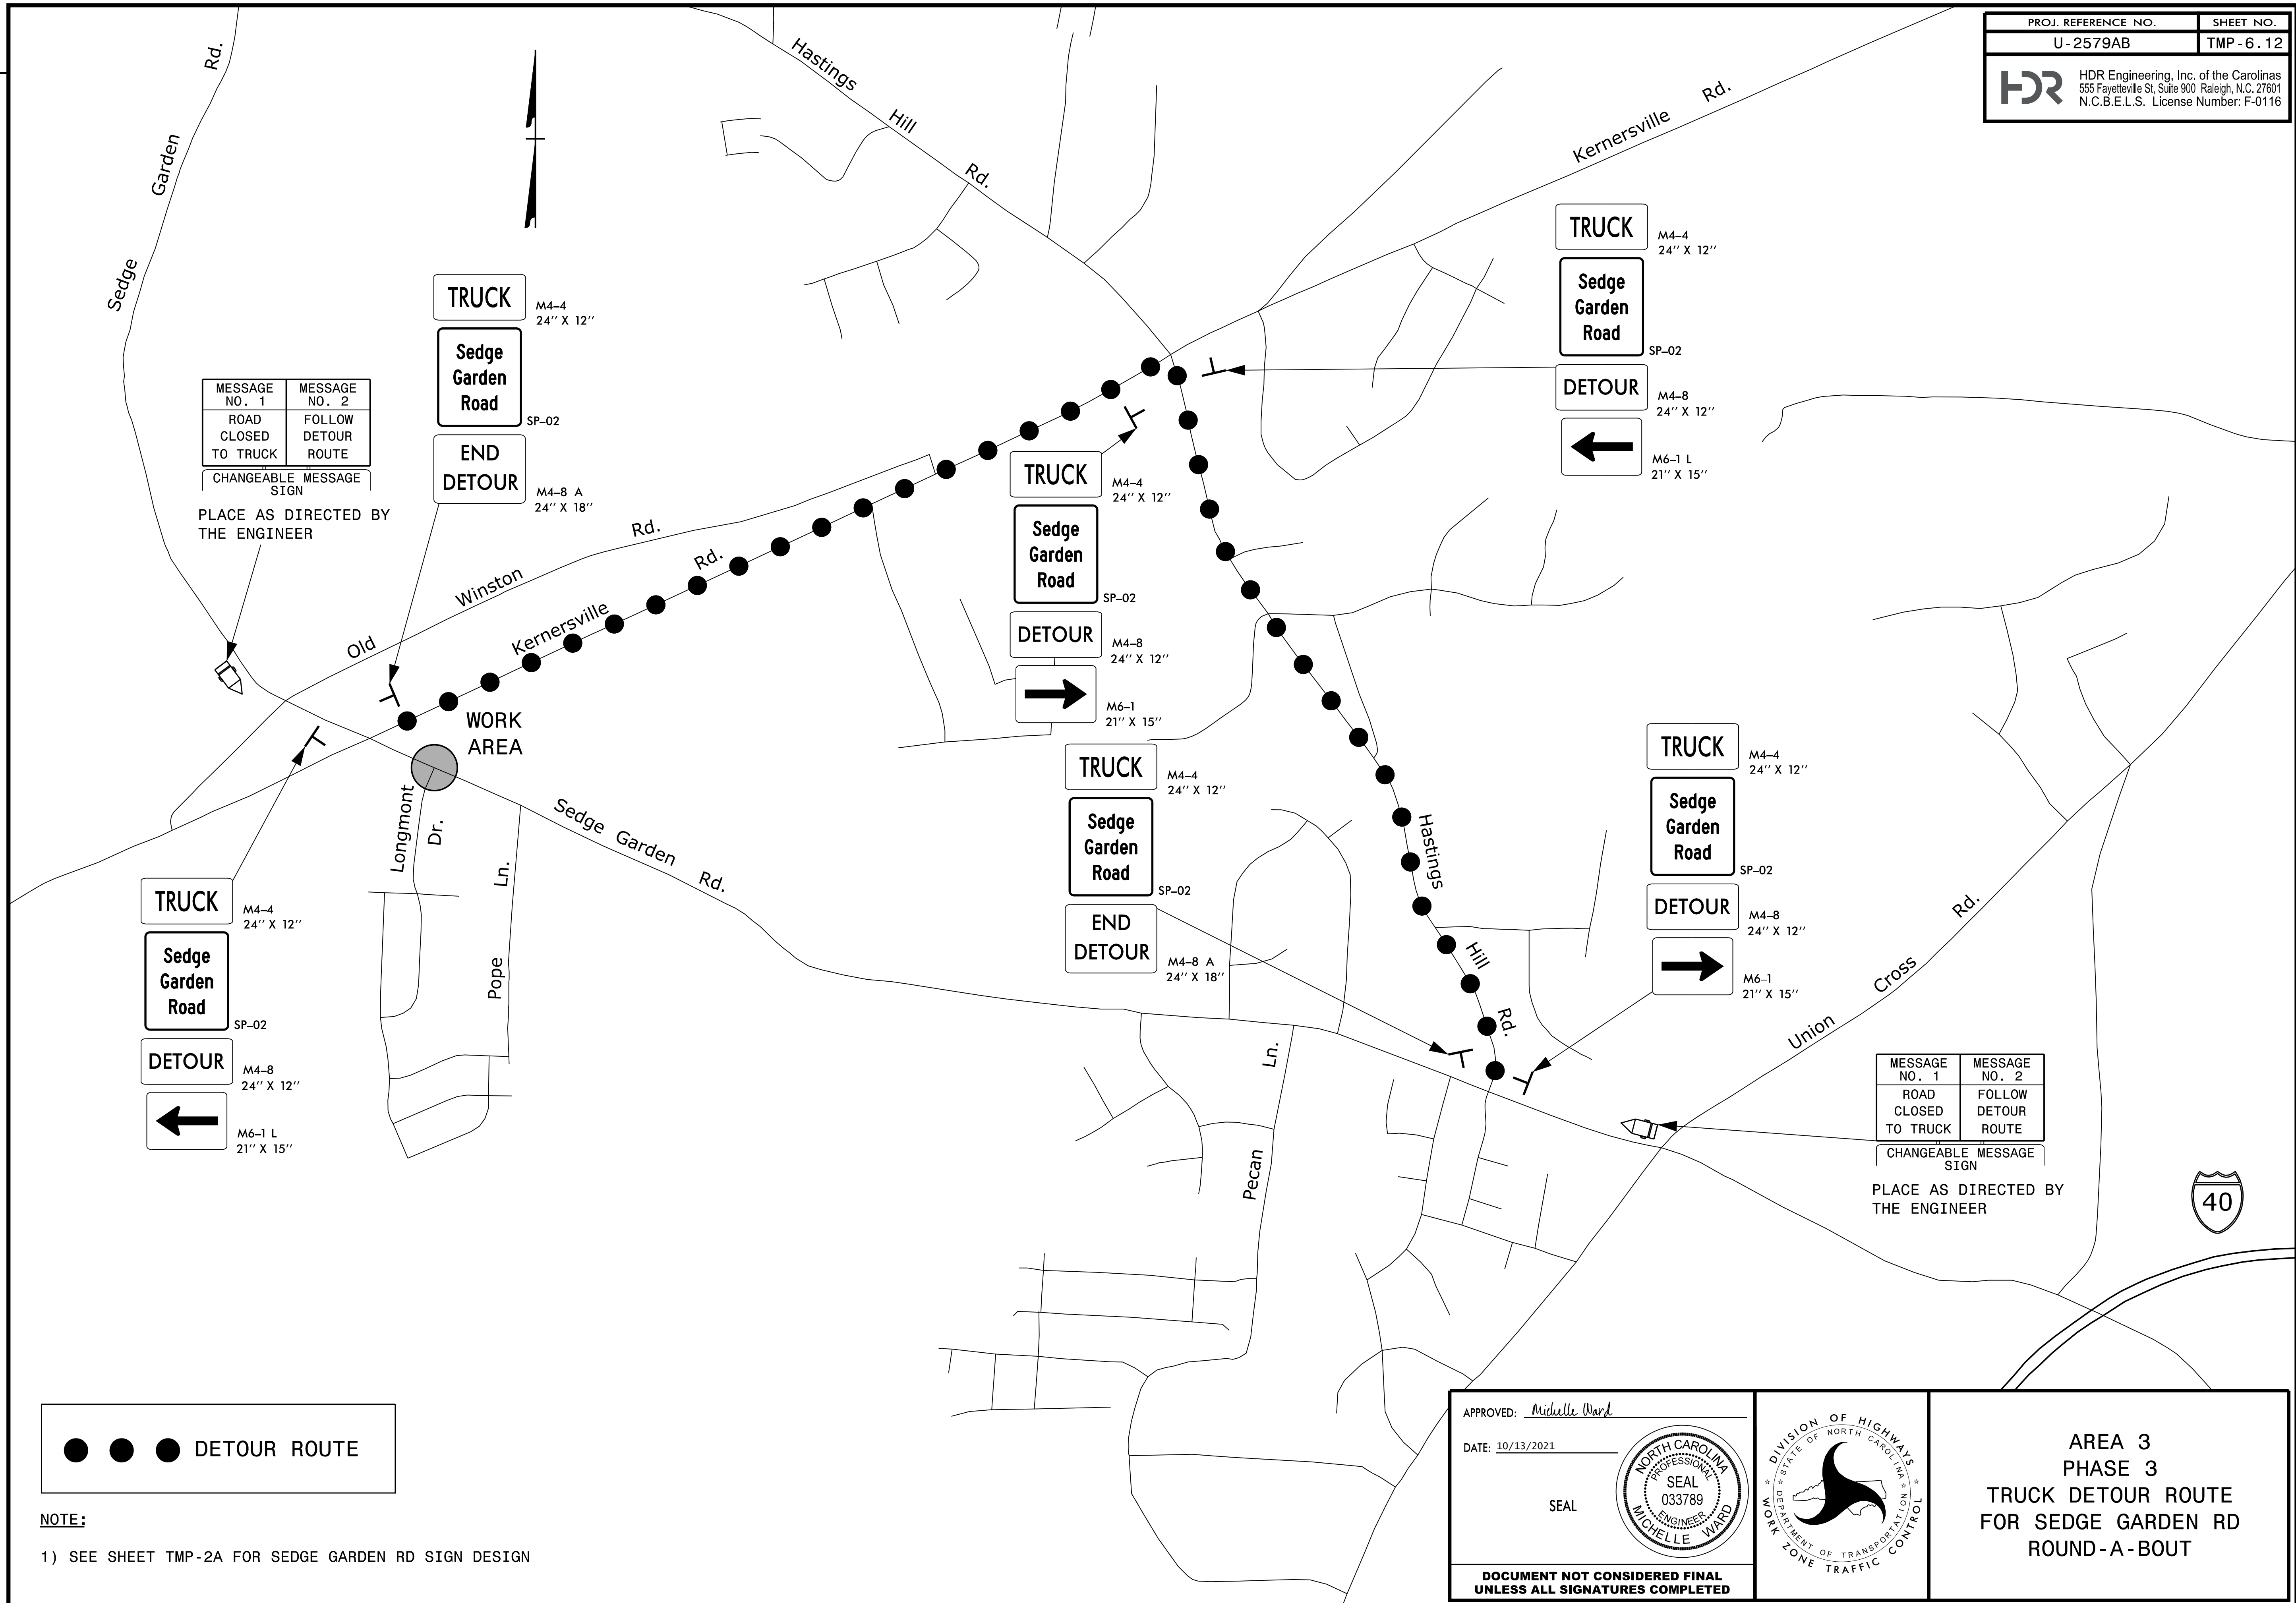 PROJ. REFERENCE NO.
SHEET NO.
U-2579AB
TMP-6.12
HDR
HDR Engineering, Inc. of the Carolinas
555 Fayetteville St, Suite 900 Raleigh, N.C. 27601
N.C.B.E.L.S. License Number: F-0116
Sedge Garden Rd.
Hastings Hill Rd.
Kernersville Rd.
TRUCK
M4-4
24'' X 12''
Sedge
Garden
Road
SP-02
END
DETOUR
M4-8 A
24'' X 18''
TRUCK
M4-4
24'' X 12''
Sedge
Garden
Road
SP-02
DETOUR
M4-8
24'' X 12''
M6-1 L
21'' X 15''
MESSAGE
NO. 1
MESSAGE
NO. 2
ROAD
CLOSED
TO TRUCK
FOLLOW
DETOUR
ROUTE
CHANGEABLE MESSAGE
SIGN
PLACE AS DIRECTED BY
THE ENGINEER
TRUCK
M4-4
24'' X 12''
Sedge
Garden
Road
SP-02
DETOUR
M4-8
24'' X 12''
M6-1
21'' X 15''
Old Winston Rd.
Kernersville Rd.
WORK
AREA
Longmont Dr.
Pope Ln.
Sedge Garden Rd.
TRUCK
M4-4
24'' X 12''
Sedge
Garden
Road
SP-02
DETOUR
M4-8
24'' X 12''
M6-1 L
21'' X 15''
TRUCK
M4-4
24'' X 12''
Sedge
Garden
Road
SP-02
END
DETOUR
M4-8 A
24'' X 18''
Hastings Hill Rd.
TRUCK
M4-4
24'' X 12''
Sedge
Garden
Road
SP-02
DETOUR
M4-8
24'' X 12''
M6-1
21'' X 15''
Union Cross Rd.
Pecan Ln.
MESSAGE
NO. 1
MESSAGE
NO. 2
ROAD
CLOSED
TO TRUCK
FOLLOW
DETOUR
ROUTE
CHANGEABLE MESSAGE
SIGN
PLACE AS DIRECTED BY
THE ENGINEER
40
DETOUR ROUTE
NOTE:
1) SEE SHEET TMP-2A FOR SEDGE GARDEN RD SIGN DESIGN
APPROVED: Michelle Ward
DATE: 10/13/2021
SEAL
NORTH CAROLINA
PROFESSIONAL
SEAL
033789
ENGINEER
MICHELLE WARD
DOCUMENT NOT CONSIDERED FINAL
UNLESS ALL SIGNATURES COMPLETED
DIVISION OF HIGHWAYS
STATE OF NORTH CAROLINA
DEPARTMENT OF TRANSPORTATION
WORK ZONE TRAFFIC CONTROL
AREA 3
PHASE 3
TRUCK DETOUR ROUTE
FOR SEDGE GARDEN RD
ROUND-A-BOUT